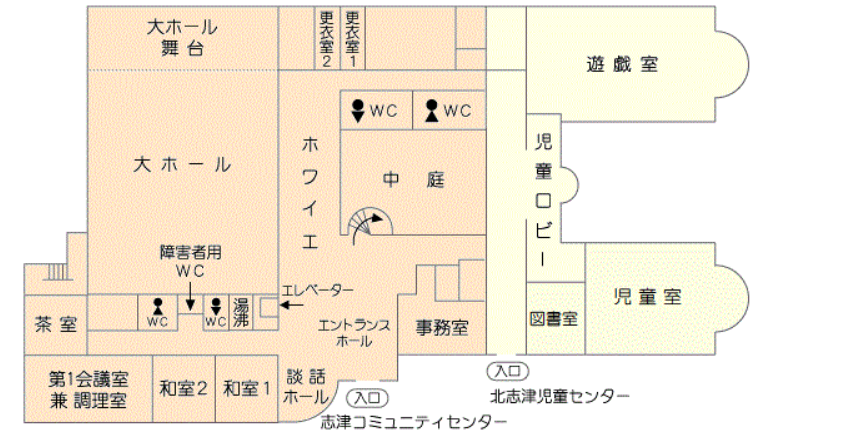 大ホール
舞台
更衣室2
更衣室1
遊戯室
WC
WC
児童ロビー
大ホール
ホワイエ
中庭
障害者用
WC
エレベーター
WC
WC
湯沸
茶室
エントランス
ホール
事務室
図書室
児童室
第1会議室
兼調理室
和室2
和室1
談話
ホール
入口
入口
北志津児童センター
志津コミュニティセンター